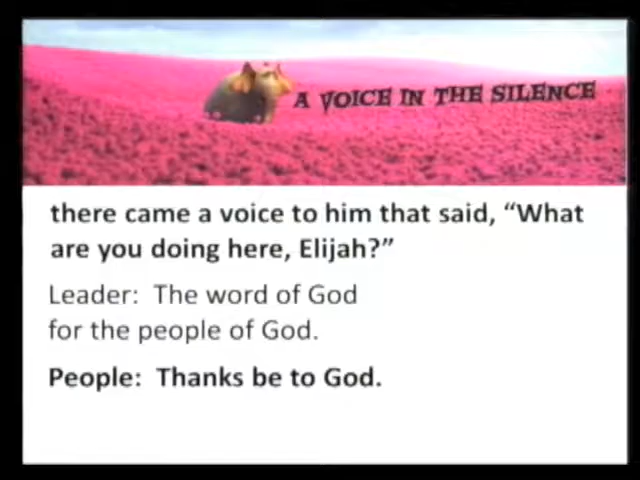 A VOICE IN THE SILENCE
there came a voice to him that said, “What
are you doing here, Elijah?”
Leader:  The word of God
for the people of God.
People:  Thanks be to God.